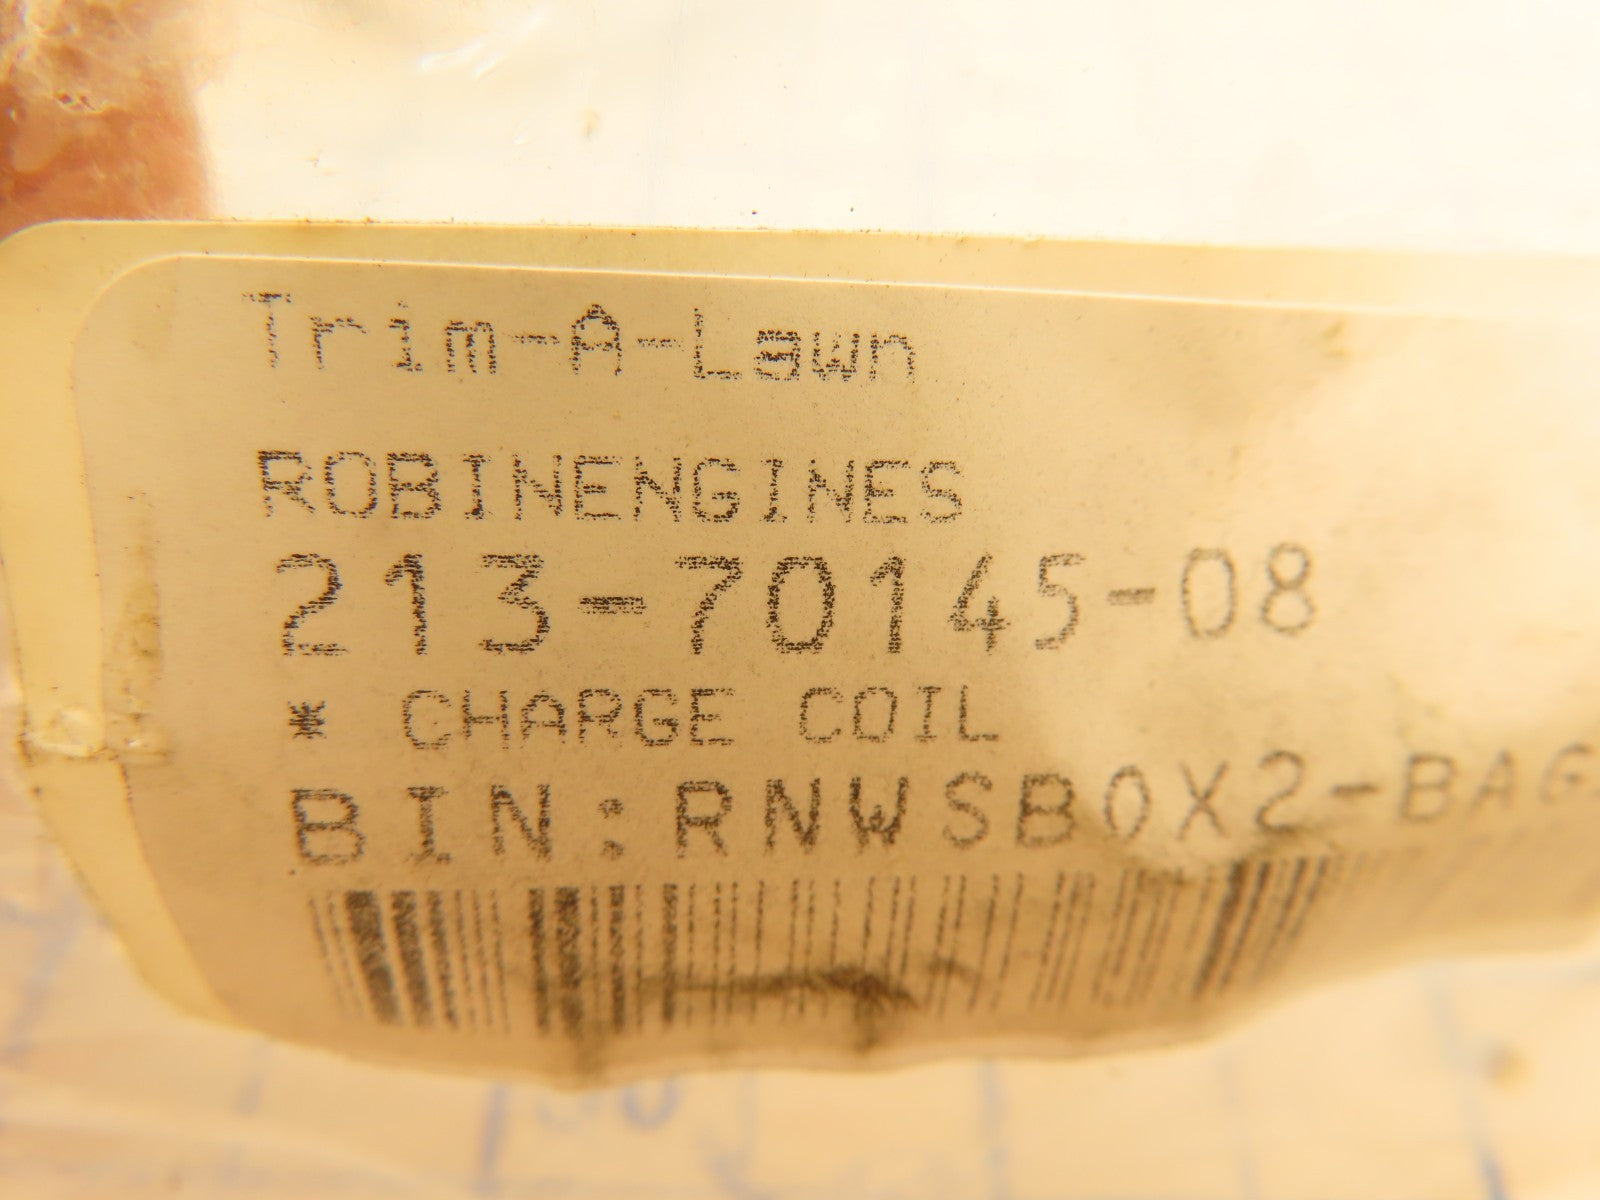 Trim-A-Lawn
ROBINENGINES
213-70145-08
* CHARGE COIL
BIN:RNWSBOX2-BAG